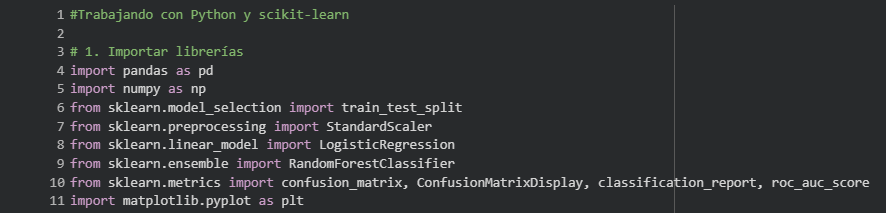 1 #Trabajando con Python y scikit-learn
2
3 # 1. Importar librerías
4 import pandas as pd
5 import numpy as np
6 from sklearn.model_selection import train_test_split
7 from sklearn.preprocessing import StandardScaler
8 from sklearn.linear_model import LogisticRegression
9 from sklearn.ensemble import RandomForestClassifier
10 from sklearn.metrics import confusion_matrix, ConfusionMatrixDisplay, classification_report, roc_auc_score
11 import matplotlib.pyplot as plt